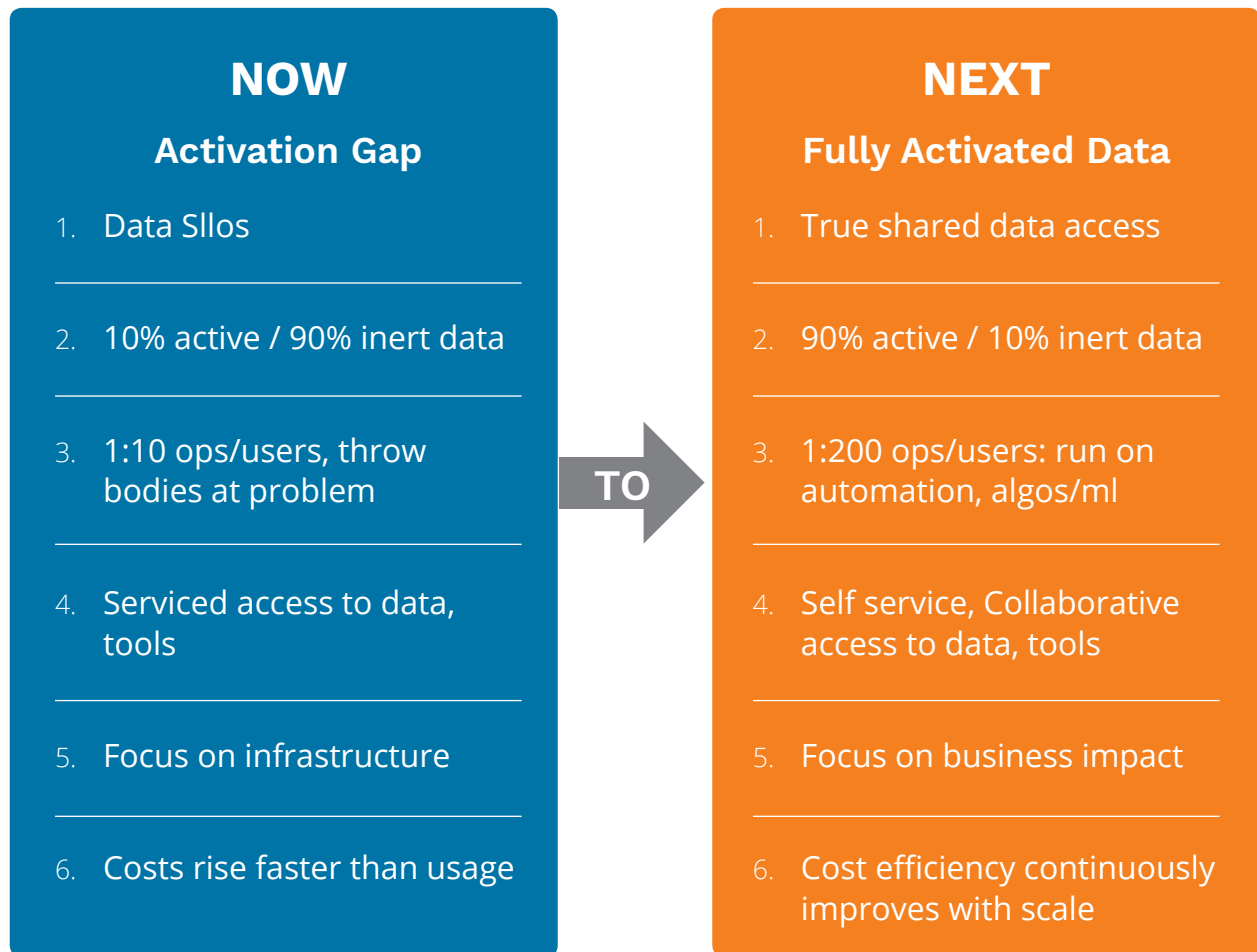 NOW
Activation Gap
1. Data Sllos
2. 10% active / 90% inert data
3. 1:10 ops/users, throw
bodies at problem
4. Serviced access to data,
tools
5. Focus on infrastructure
6. Costs rise faster than usage
TO
NEXT
Fully Activated Data
1. True shared data access
2. 90% active / 10% inert data
3. 1:200 ops/users: run on
automation, algos/ml
4. Self service, Collaborative
access to data, tools
5. Focus on business impact
6. Cost efficiency continuously
improves with scale